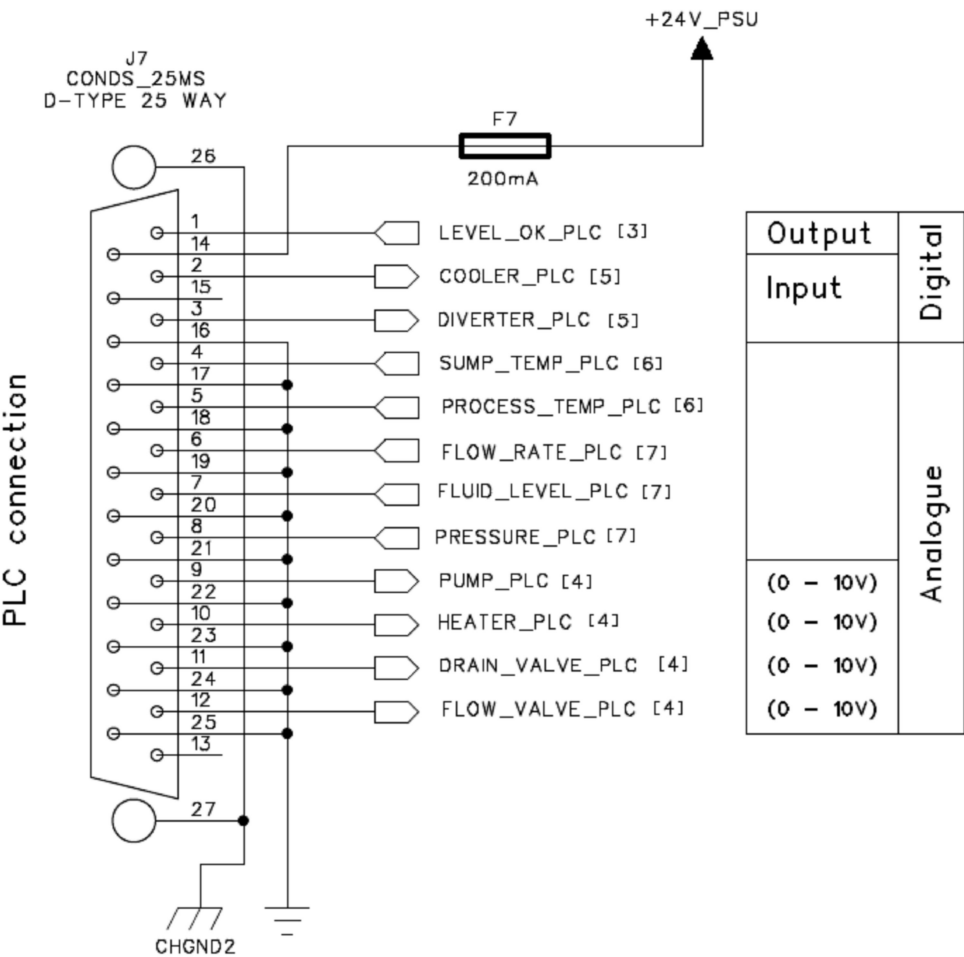 +24V_PSU
J7
CONDS_25MS
D-TYPE 25 WAY
F7
200mA
26
1
LEVEL_OK_PLC [3]
14
2
COOLER_PLC [5]
15
3
DIVERTER_PLC [5]
16
4
SUMP_TEMP_PLC [6]
17
5
PROCESS_TEMP_PLC [6]
18
6
FLOW_RATE_PLC [7]
19
7
FLUID_LEVEL_PLC [7]
20
8
PRESSURE_PLC [7]
21
9
PUMP_PLC [4]
22
10
HEATER_PLC [4]
23
11
DRAIN_VALVE_PLC [4]
24
12
FLOW_VALVE_PLC [4]
25
13
27
CHGND2
PLC connection
Output
Input
Digital
(0 - 10V)
(0 - 10V)
(0 - 10V)
(0 - 10V)
Analogue